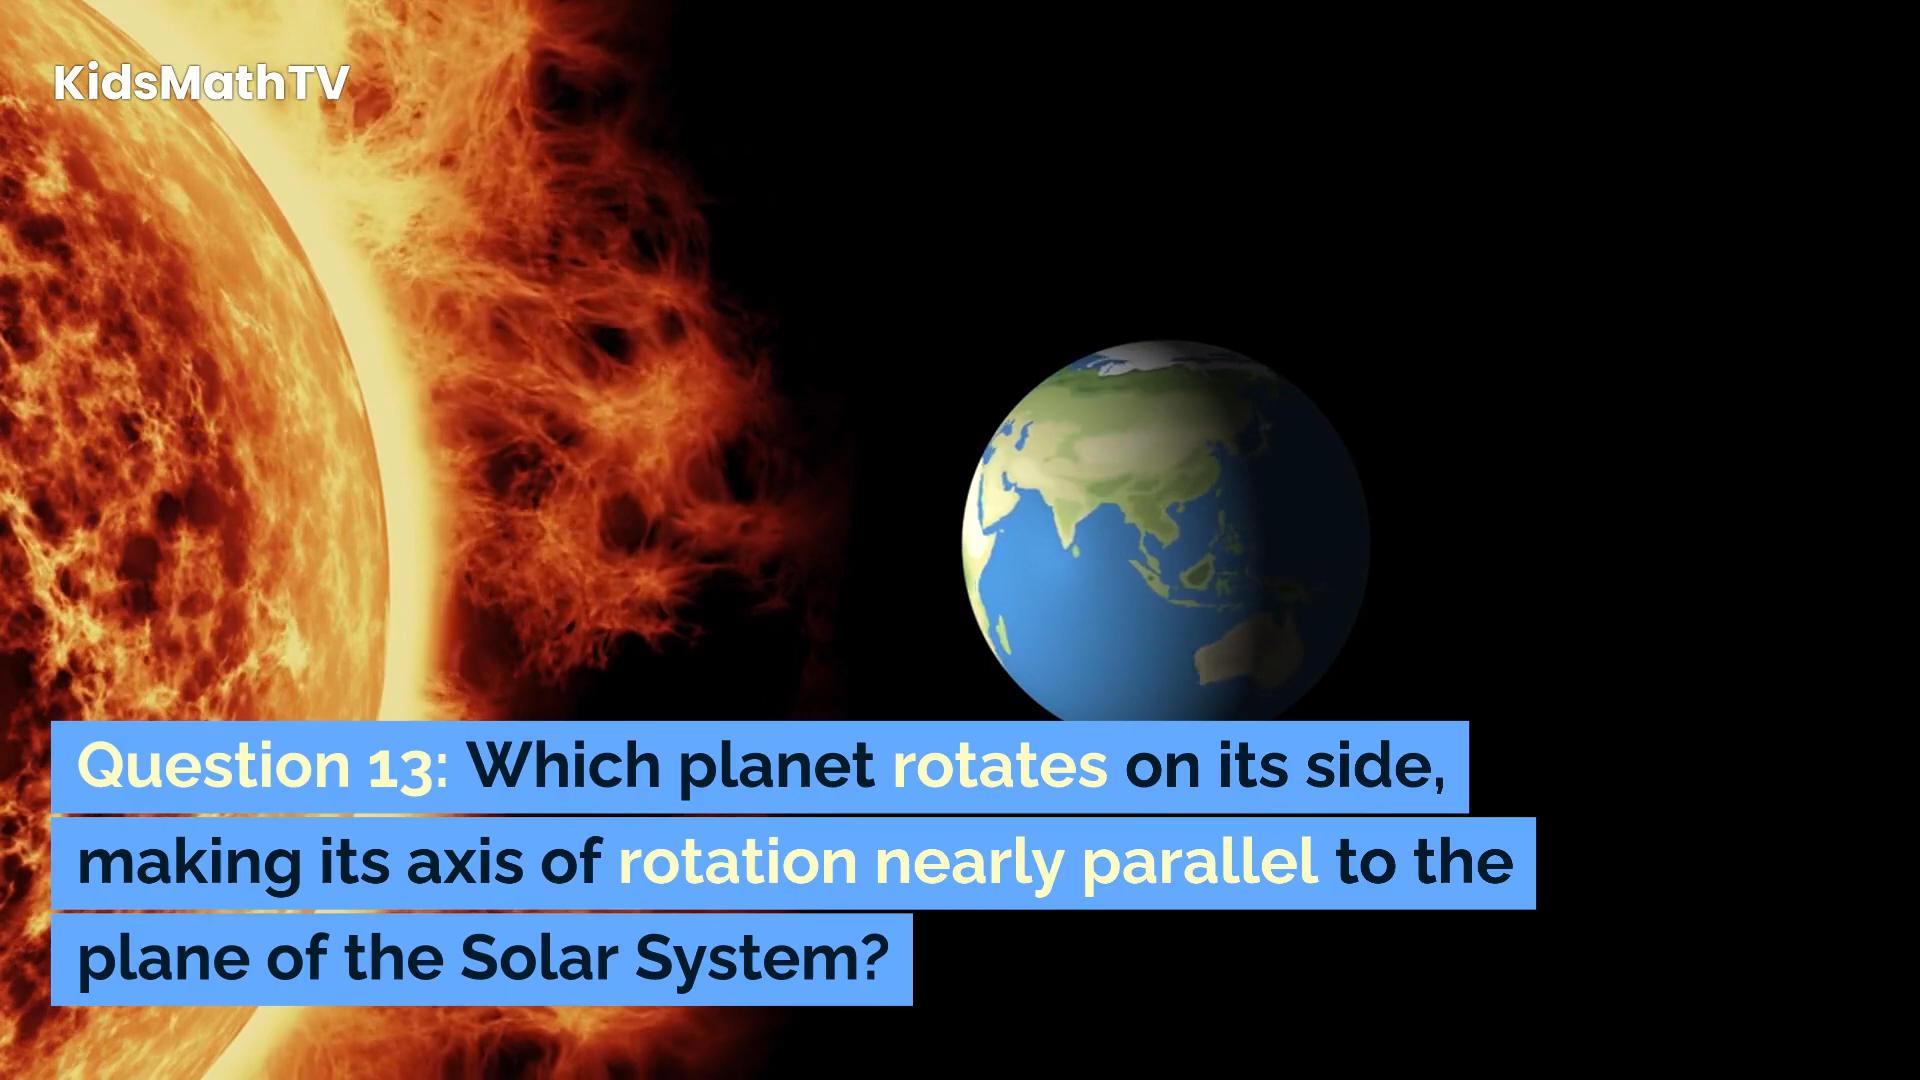 KidsMathTV
Question 13: Which planet rotates on its side,
making its axis of rotation nearly parallel to the
plane of the Solar System?